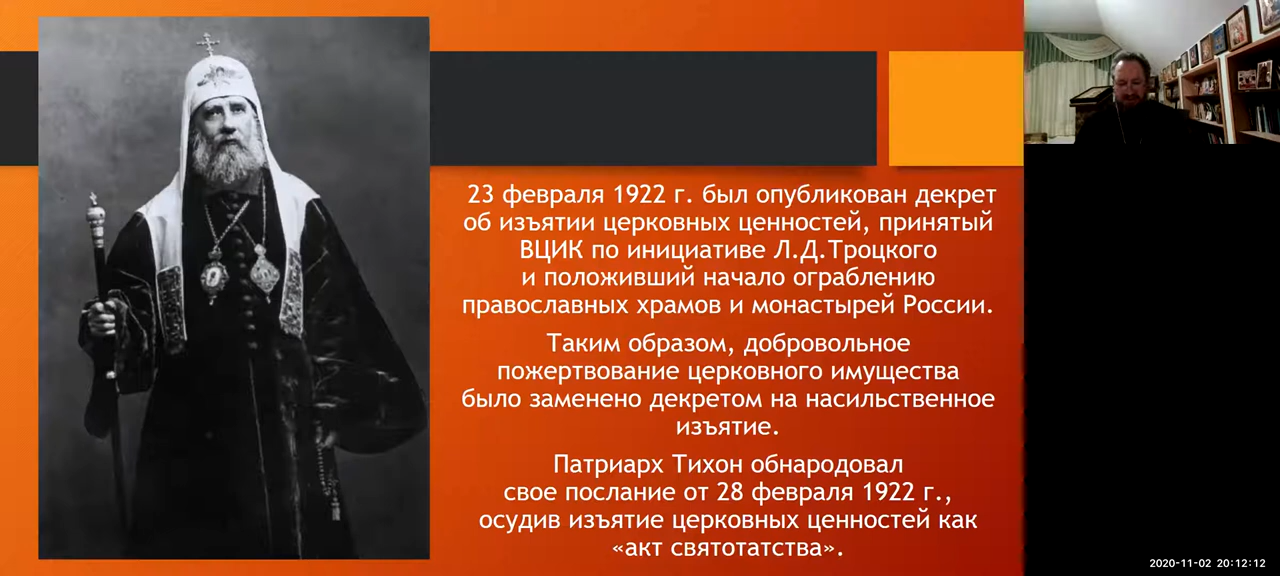 23 февраля 1922 г. был опубликован декрет
об изъятии церковных ценностей, принятый
ВЦИК по инициативе Л.Д.Троцкого
и положивший начало ограблению
православных храмов и монастырей России.
Таким образом, добровольное
пожертвование церковного имущества
было заменено декретом на насильственное
изъятие.
Патриарх Тихон обнародовал
свое послание от 28 февраля 1922 г.,
осудив изъятие церковных ценностей как
«акт святотатства».
2020-11-02 20:12:12